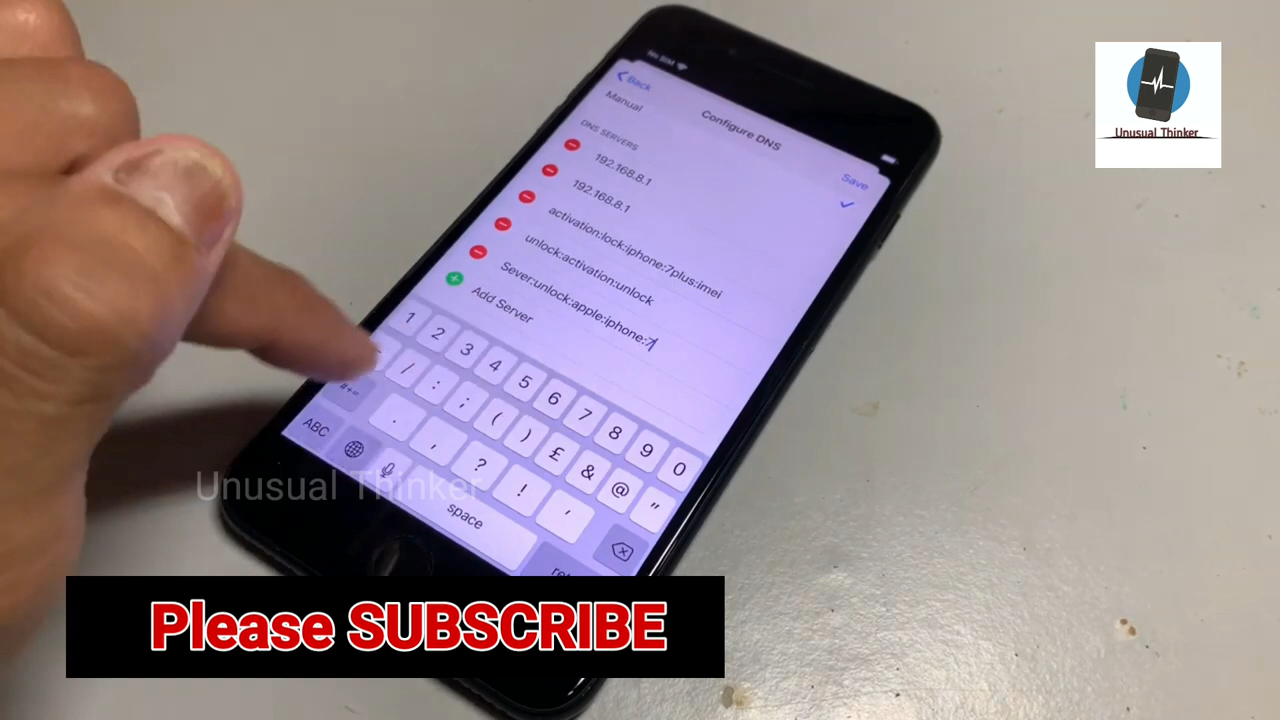 No SIM
Back
Configure DNS
Save
Manual
DNS SERVERS
192.168.8.1
192.168.8.1
activation:lock:iphone:7plus:imei
unlock:activation:unlock
Sever:unlock:apple:iphone:7
Add Server
1 2 3 4 5 6 7 8 9 0
/ : ; ( ) £ & @ "
#+=
. , ? ! '
ABC
space
Unusual Thinker
Unusual Thinker
Please SUBSCRIBE